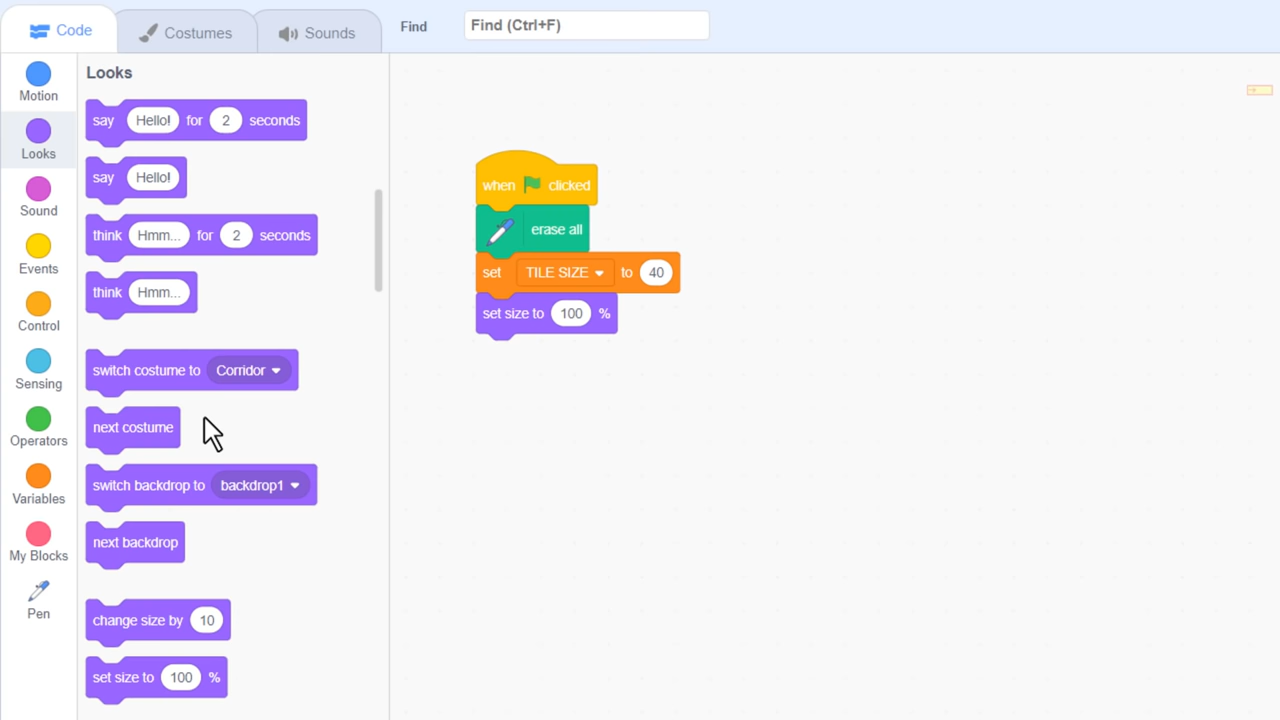 Code
Costumes
Sounds
Find
Find (Ctrl+F)
Motion
Looks
Sound
Events
Control
Sensing
Operators
Variables
My Blocks
Pen
Looks
say Hello! for 2 seconds
say Hello!
think Hmm... for 2 seconds
think Hmm...
switch costume to Corridor
next costume
switch backdrop to backdrop1
next backdrop
change size by 10
set size to 100 %
when clicked
erase all
set TILE SIZE to 40
set size to 100 %